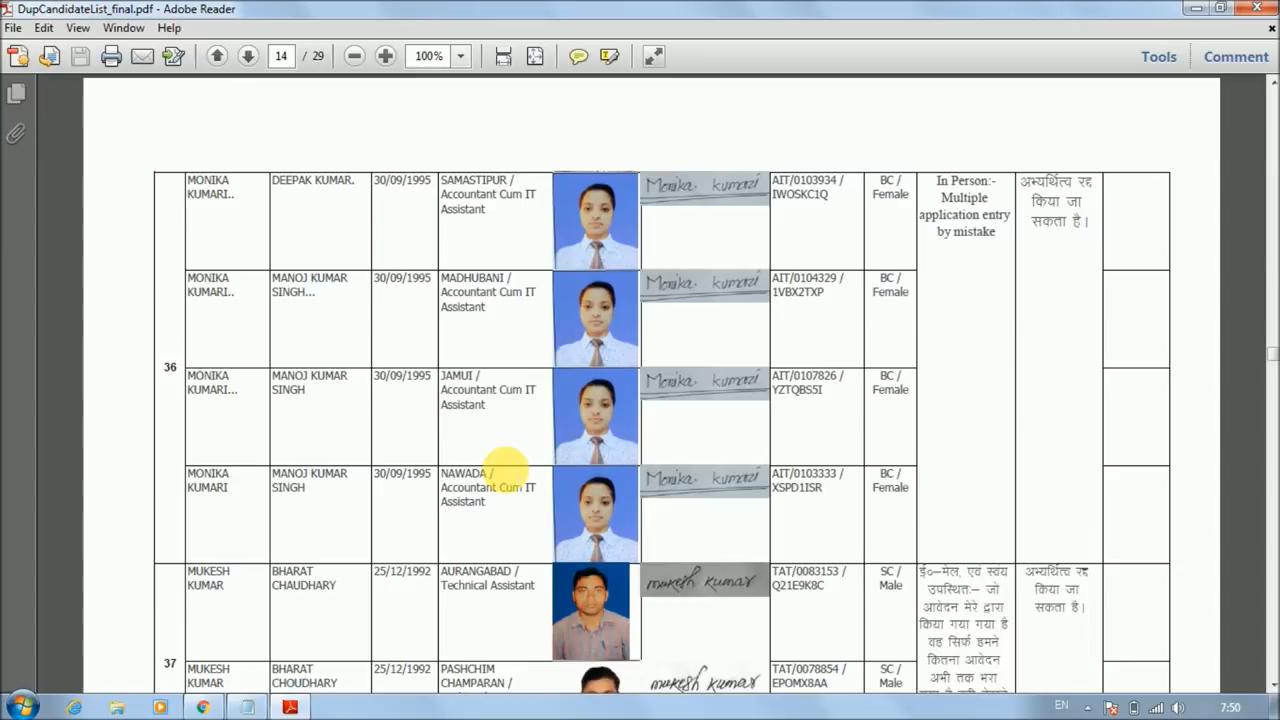 DupCandidateList_final.pdf - Adobe Reader
File Edit View Window Help
14 / 29 100% Tools Comment
MONIKA KUMARI.. DEEPAK KUMAR. 30/09/1995 SAMASTIPUR / Accountant Cum IT Assistant Monika kumari AIT/0103934 / IWOSKC1Q BC / Female In Person:- Multiple application entry by mistake अभ्यर्थित्व रद्द किया जा सकता है।
36
MONIKA KUMARI.. MANOJ KUMAR SINGH... 30/09/1995 MADHUBANI / Accountant Cum IT Assistant Monika kumari AIT/0104329 / 1VBX2TXP BC / Female
MONIKA KUMARI... MANOJ KUMAR SINGH 30/09/1995 JAMUI / Accountant Cum IT Assistant Monika kumari AIT/0107826 / YZTQBS5I BC / Female
MONIKA KUMARI MANOJ KUMAR SINGH 30/09/1995 NAWADA / Accountant Cum IT Assistant Monika kumari AIT/0103333 / XSPD1ISR BC / Female
37
MUKESH KUMAR BHARAT CHAUDHARY 25/12/1992 AURANGABAD / Technical Assistant mukesh kumar TAT/0083153 / Q21E9K8C SC / Male ई०–मेल, एवं स्वय उपस्थितः– जो आवेदन मेरे द्वारा किया गया गया है वह सिर्फ हमने कितना आवेदन अभी तक भरा अभ्यर्थित्व रद्द किया जा सकता है।
MUKESH KUMAR BHARAT CHOUDHARY 25/12/1992 PASHCHIM CHAMPARAN / mukesh kumar TAT/0078854 / EPOMX8AA SC / Male
EN 7:50